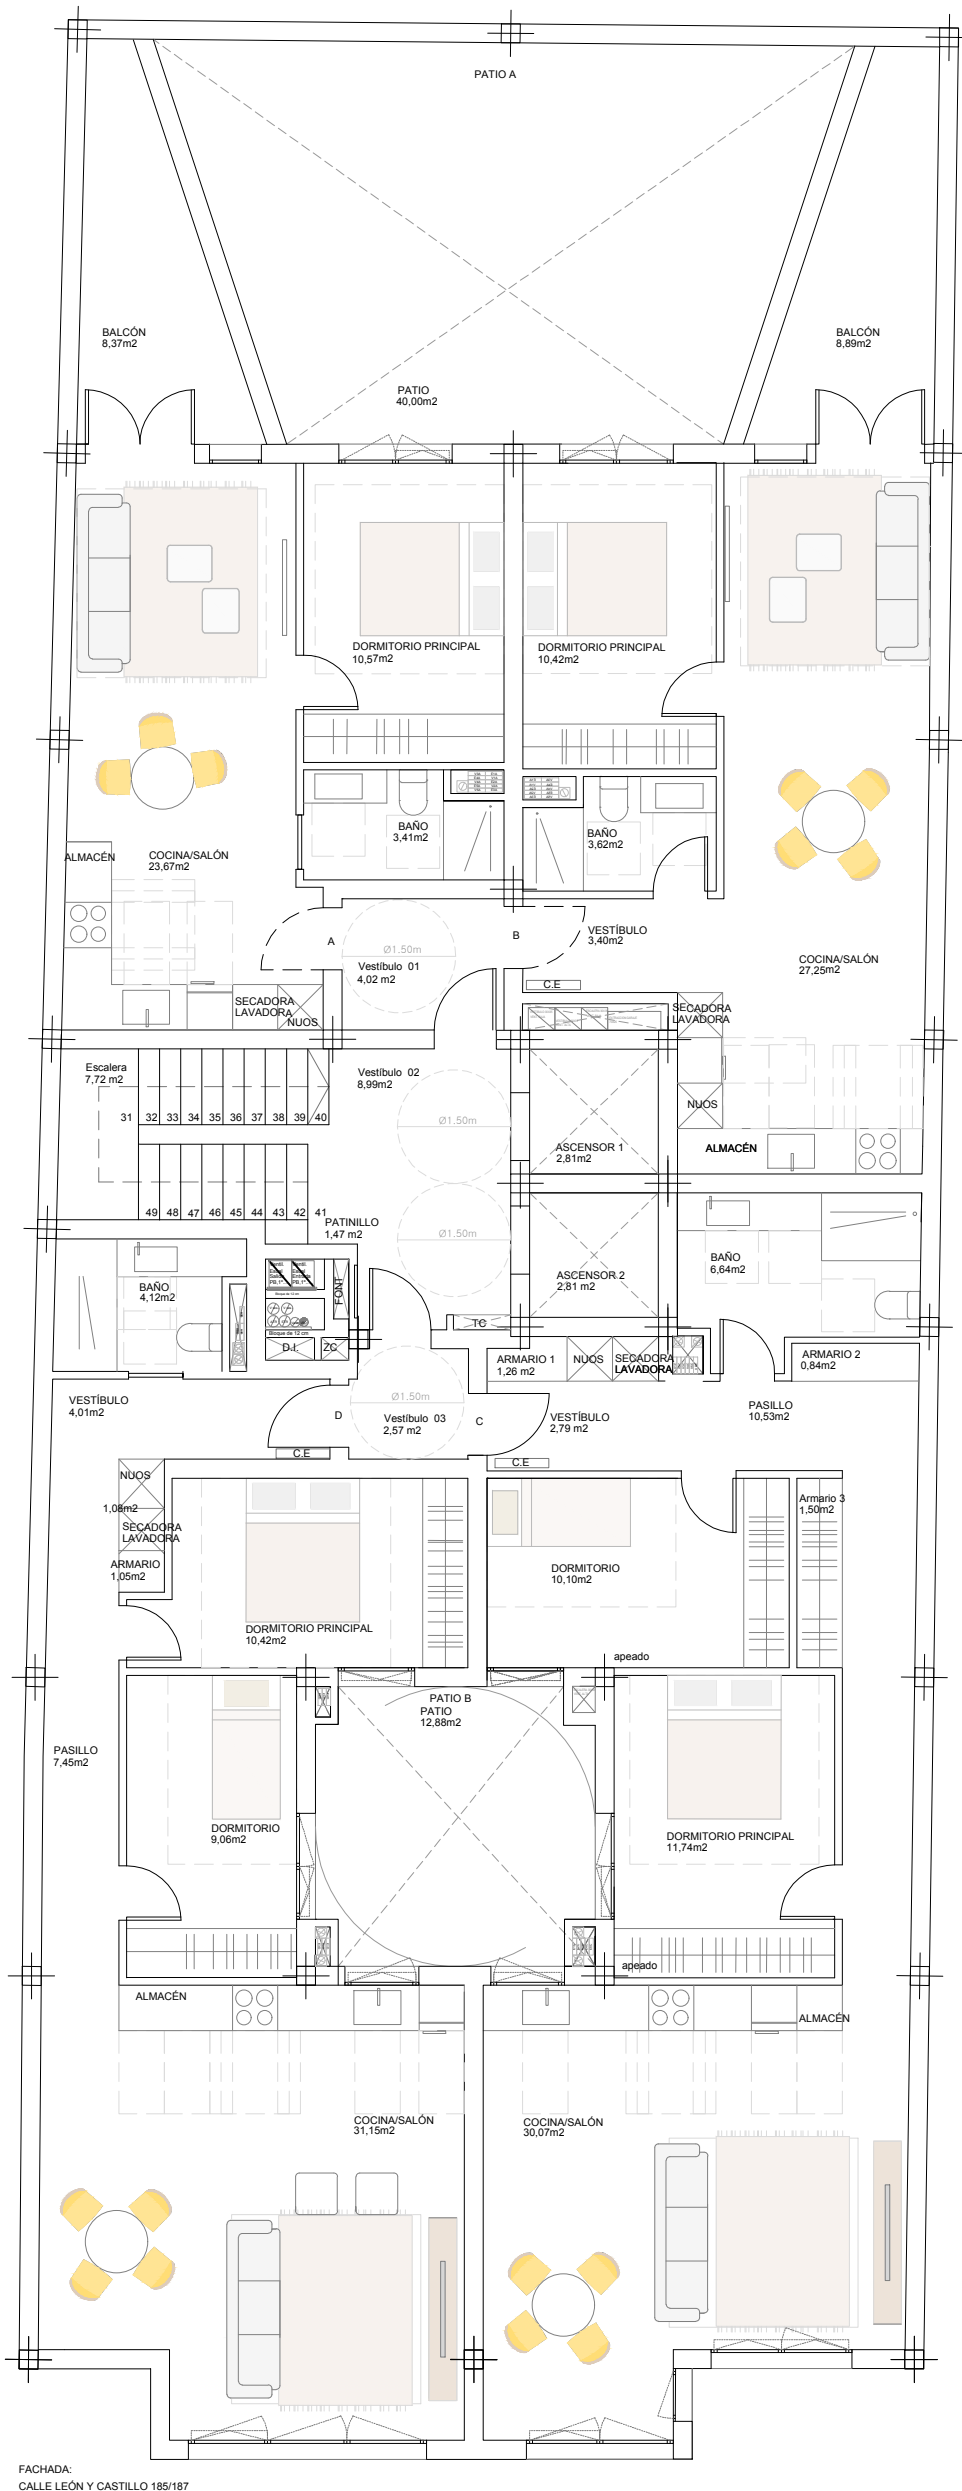 PATIO A
BALCÓN
8,37m2
BALCÓN
8,89m2
PATIO
40,00m2
DORMITORIO PRINCIPAL
10,57m2
DORMITORIO PRINCIPAL
10,42m2
BAÑO
3,41m2
BAÑO
3,62m2
ALMACÉN
COCINA/SALÓN
23,67m2
A
B
VESTÍBULO
3,40m2
Ø1.50m
Vestíbulo 01
4,02 m2
COCINA/SALÓN
27,25m2
C.E
SECADORA
LAVADORA
NUOS
SECADORA
LAVADORA
Escalera
7,72 m2
Vestíbulo 02
8,99m2
NUOS
31
32
33
34
35
36
37
38
39
40
Ø1.50m
ASCENSOR 1
2,81m2
ALMACÉN
49
48
47
46
45
44
43
42
41
PATINILLO
1,47 m2
Ø1.50m
BAÑO
4,12m2
FONT
ASCENSOR 2
2,81 m2
BAÑO
6,64m2
Bloque de 12 cm
Bloque de 12 cm
TC
D.I.
ZC
ARMARIO 1
1,26 m2
NUOS
SECADORA
LAVADORA
ARMARIO 2
0,84m2
VESTÍBULO
4,01m2
D
Ø1.50m
Vestíbulo 03
2,57 m2
C
VESTÍBULO
2,79 m2
PASILLO
10,53m2
C.E
C.E
NUOS
1,08m2
SECADORA
LAVADORA
ARMARIO
1,05m2
Armario 3
1,50m2
DORMITORIO
10,10m2
DORMITORIO PRINCIPAL
10,42m2
apeado
PATIO B
PATIO
12,88m2
PASILLO
7,45m2
DORMITORIO
9,06m2
DORMITORIO PRINCIPAL
11,74m2
apeado
ALMACÉN
ALMACÉN
COCINA/SALÓN
31,15m2
COCINA/SALÓN
30,07m2
FACHADA:
CALLE LEÓN Y CASTILLO 185/187